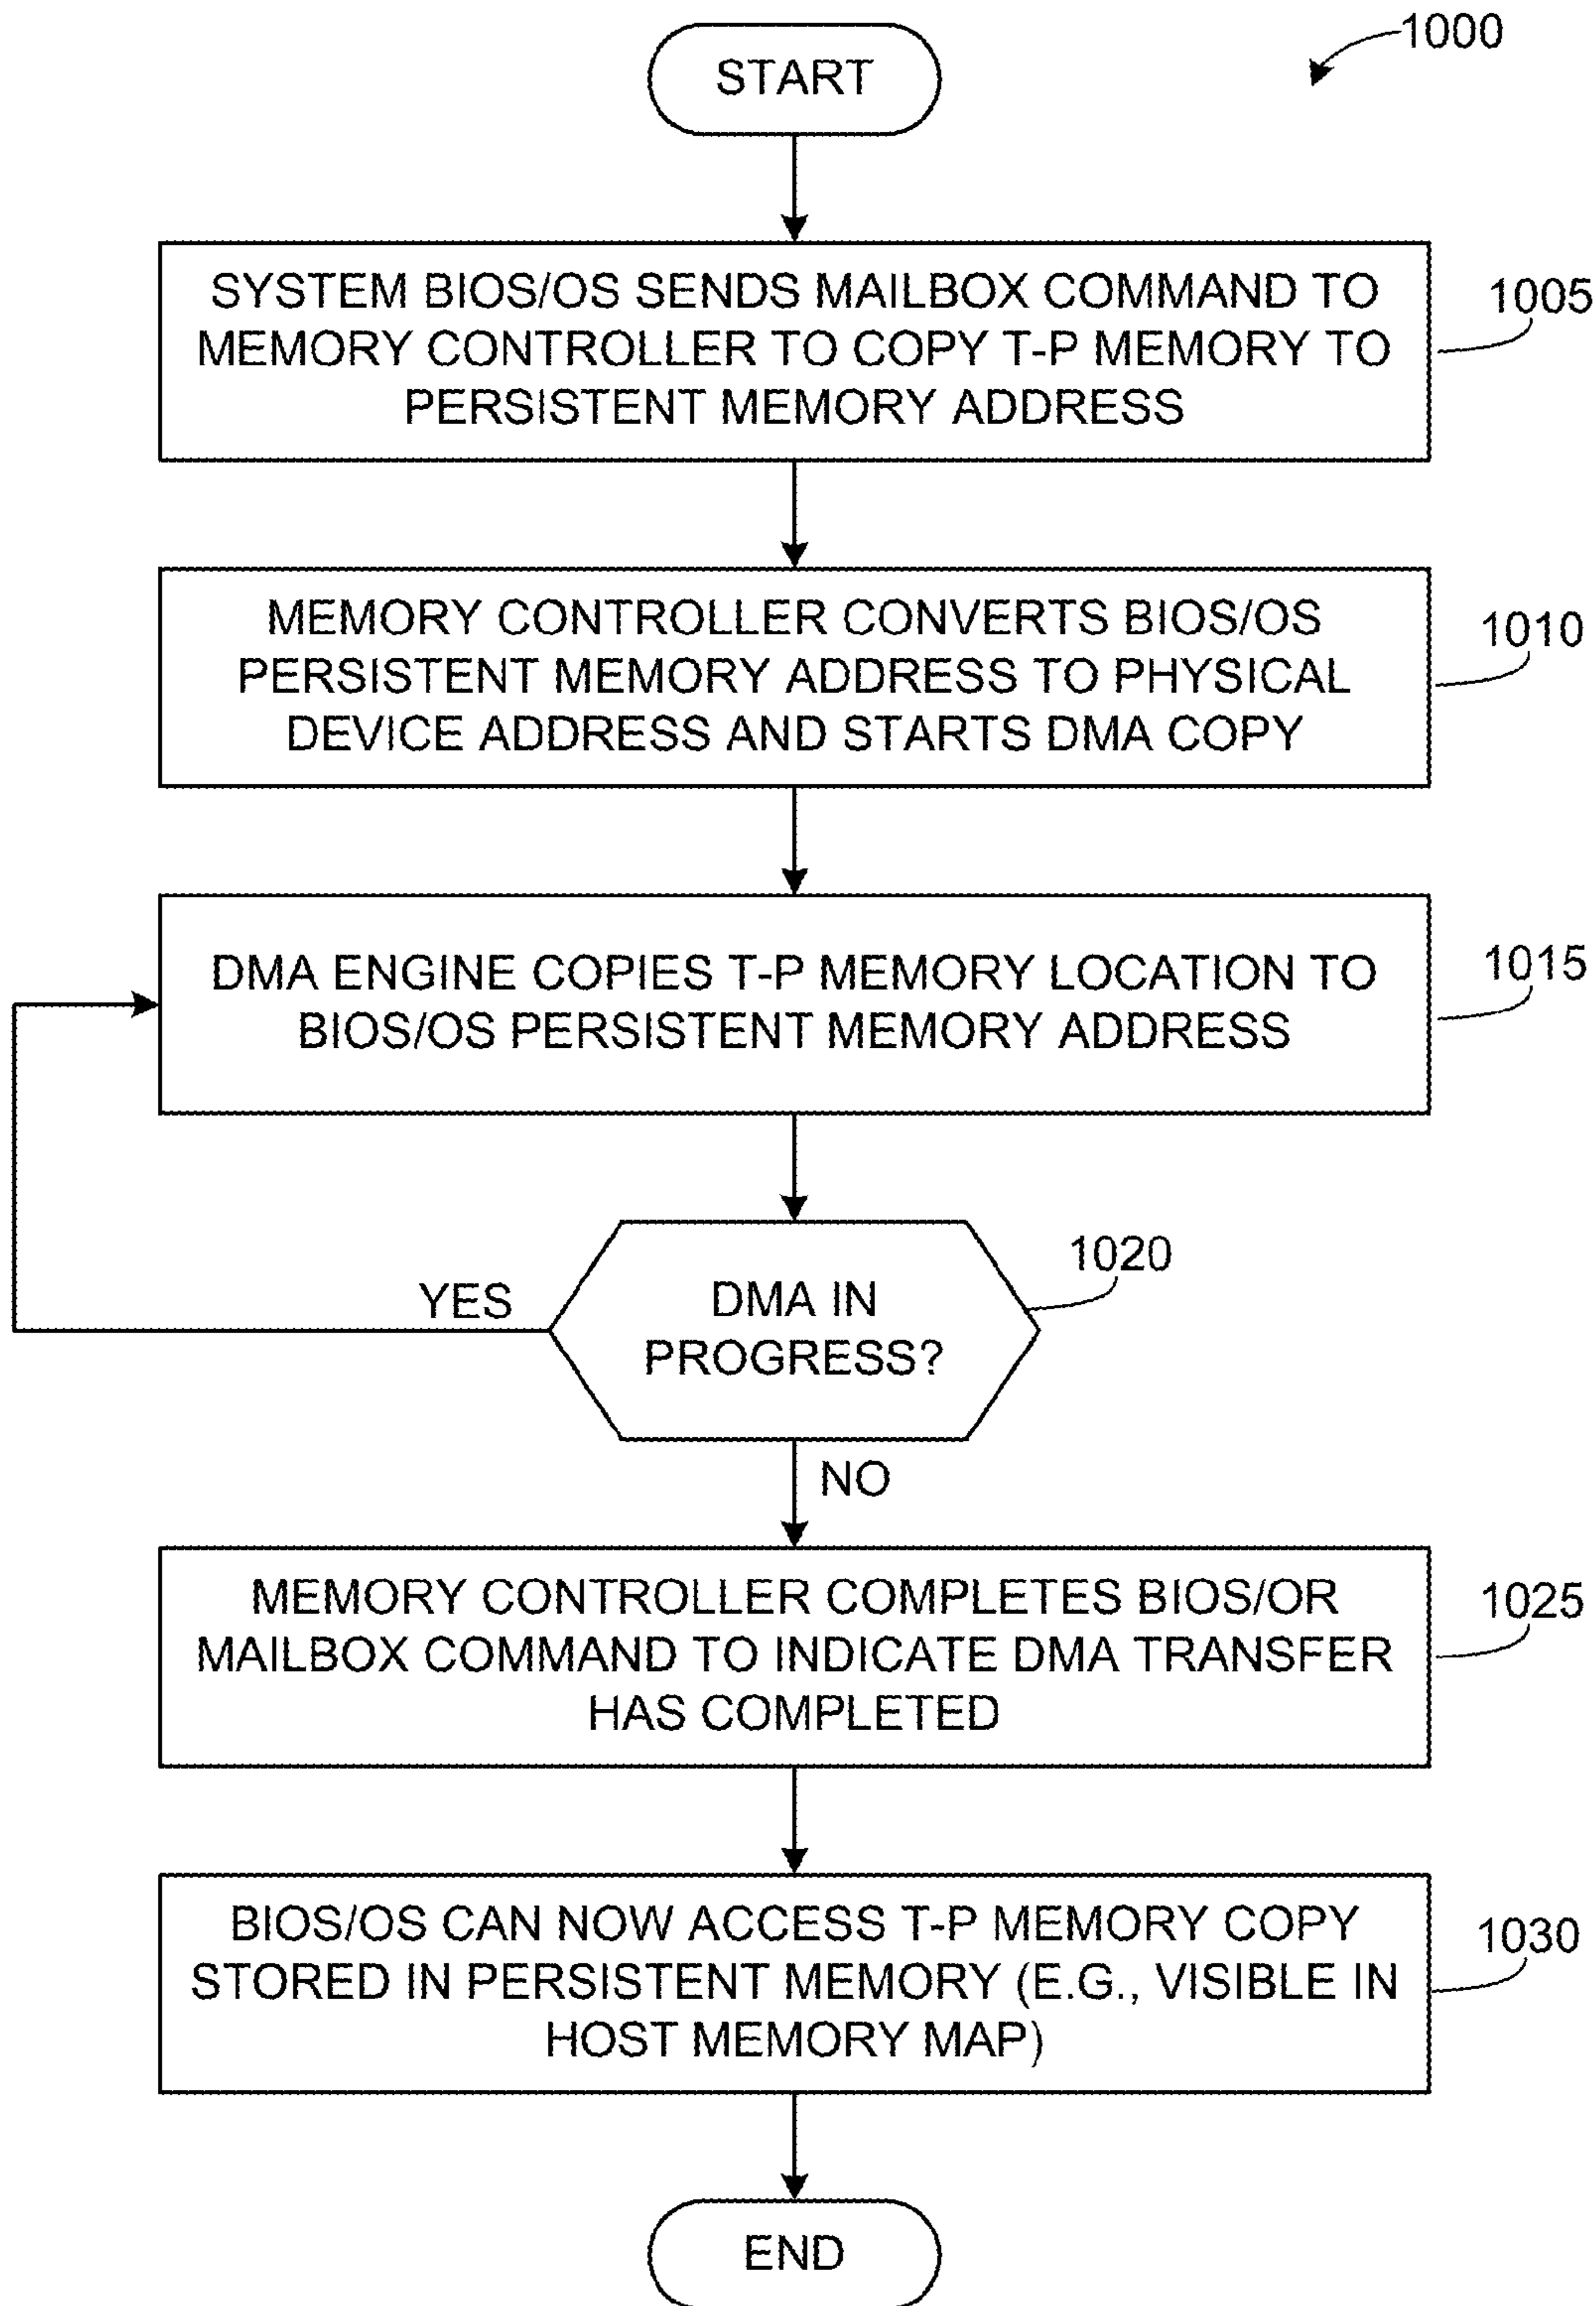 1000
START
SYSTEM BIOS/OS SENDS MAILBOX COMMAND TO
MEMORY CONTROLLER TO COPY T-P MEMORY TO
PERSISTENT MEMORY ADDRESS
1005
MEMORY CONTROLLER CONVERTS BIOS/OS
PERSISTENT MEMORY ADDRESS TO PHYSICAL
DEVICE ADDRESS AND STARTS DMA COPY
1010
DMA ENGINE COPIES T-P MEMORY LOCATION TO
BIOS/OS PERSISTENT MEMORY ADDRESS
1015
DMA IN
PROGRESS?
1020
YES
NO
MEMORY CONTROLLER COMPLETES BIOS/OR
MAILBOX COMMAND TO INDICATE DMA TRANSFER
HAS COMPLETED
1025
BIOS/OS CAN NOW ACCESS T-P MEMORY COPY
STORED IN PERSISTENT MEMORY (E.G., VISIBLE IN
HOST MEMORY MAP)
1030
END